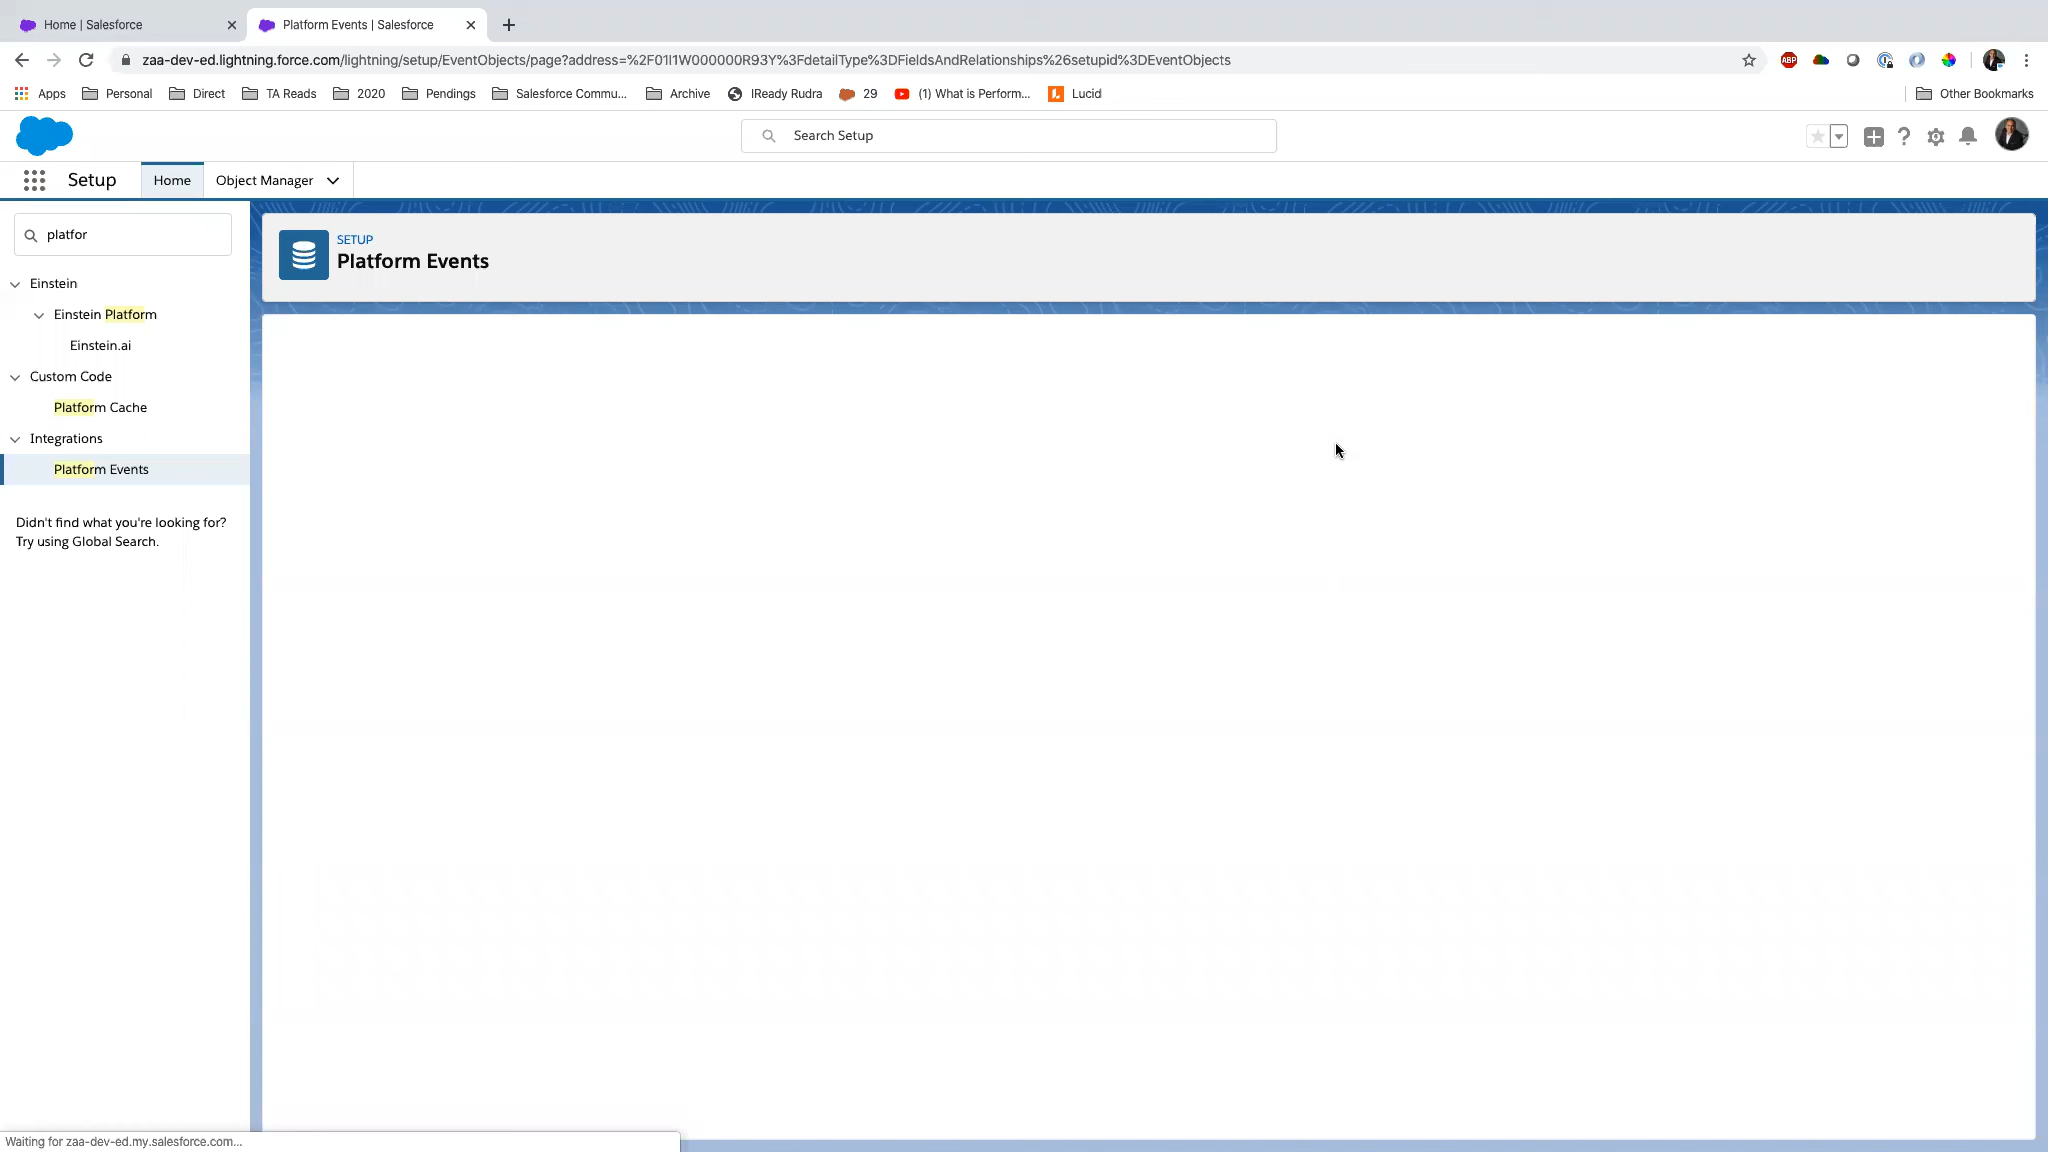 Home | Salesforce
Platform Events | Salesforce
zaa-dev-ed.lightning.force.com/lightning/setup/EventObjects/page?address=%2F01I1W000000R93Y%3FdetailType%3DFieldsAndRelationships%26setupid%3DEventObjects
ABP
Apps Personal Direct TA Reads 2020 Pendings Salesforce Commu... Archive IReady Rudra 29 (1) What is Perform... Lucid Other Bookmarks
Search Setup
Setup Home Object Manager
platfor
SETUP
Platform Events
Einstein
Einstein Platform
Einstein.ai
Custom Code
Platform Cache
Integrations
Platform Events
Didn't find what you're looking for?
Try using Global Search.
Waiting for zaa-dev-ed.my.salesforce.com...